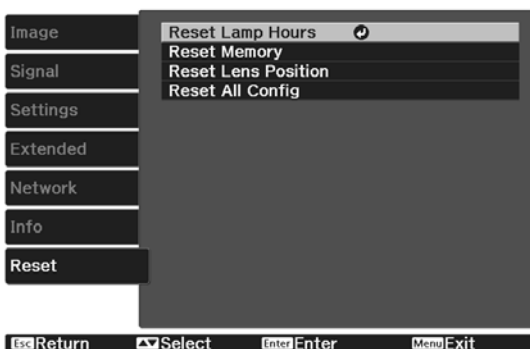 Image
Signal
Settings
Extended
Network
Info
Reset
Reset Lamp Hours
Reset Memory
Reset Lens Position
Reset All Config
Esc Return Select Enter Enter Menu Exit